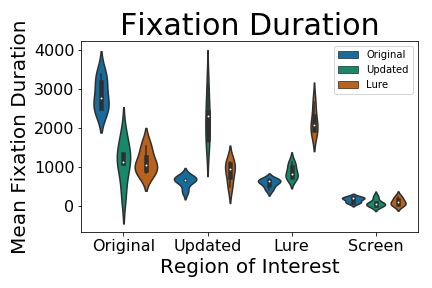 Fixation Duration
Mean Fixation Duration
4000
3000
2000
1000
0
Original
Updated
Lure
Original Updated Lure Screen
Region of Interest